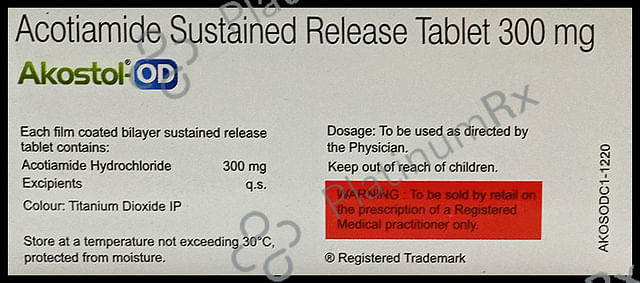 Acotiamide Sustained Release Tablet 300 mg
Akostol®-OD
Each film coated bilayer sustained release
tablet contains:
Acotiamide Hydrochloride 300 mg
Excipients q.s.
Colour: Titanium Dioxide IP
Store at a temperature not exceeding 30°C,
protected from moisture.
Dosage: To be used as directed by
the Physician.
Keep out of reach of children.
WARNING : To be sold by retail on
the prescription of a Registered
Medical practitioner only.
® Registered Trademark
AKOSODC1-1220
PlatinumRx